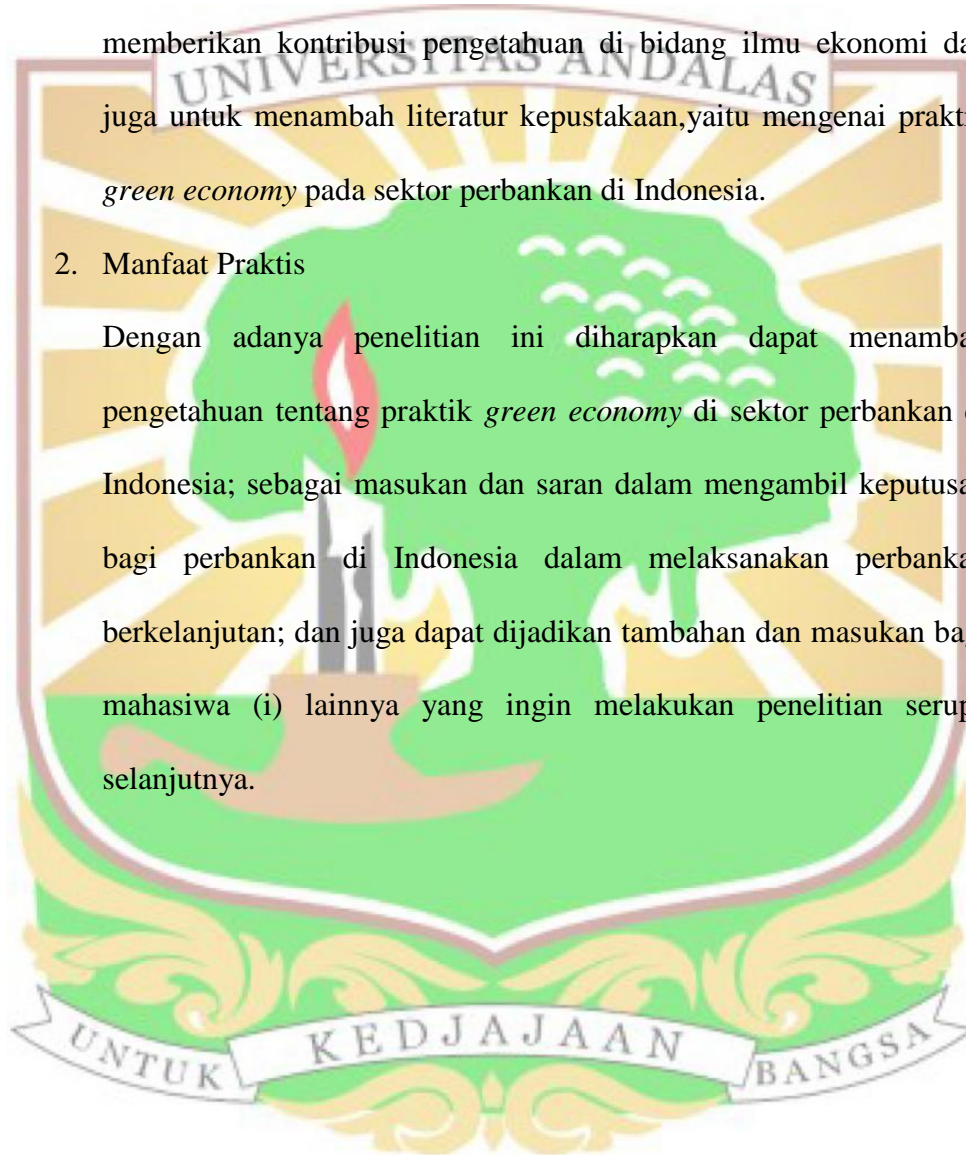 memberikan kontribusi pengetahuan di bidang ilmu ekonomi da
UNIVERSITAS ANDALAS
juga untuk menambah literatur kepustakaan,yaitu mengenai prakti
green economy pada sektor perbankan di Indonesia.
2. Manfaat Praktis
Dengan adanya penelitian ini diharapkan dapat menamba
pengetahuan tentang praktik green economy di sektor perbankan
Indonesia; sebagai masukan dan saran dalam mengambil keputusa
bagi perbankan di Indonesia dalam melaksanakan perbanka
berkelanjutan; dan juga dapat dijadikan tambahan dan masukan ba
mahasiwa (i) lainnya yang ingin melakukan penelitian serup
selanjutnya.
UNTUK KEDJAJAAN BANGSA